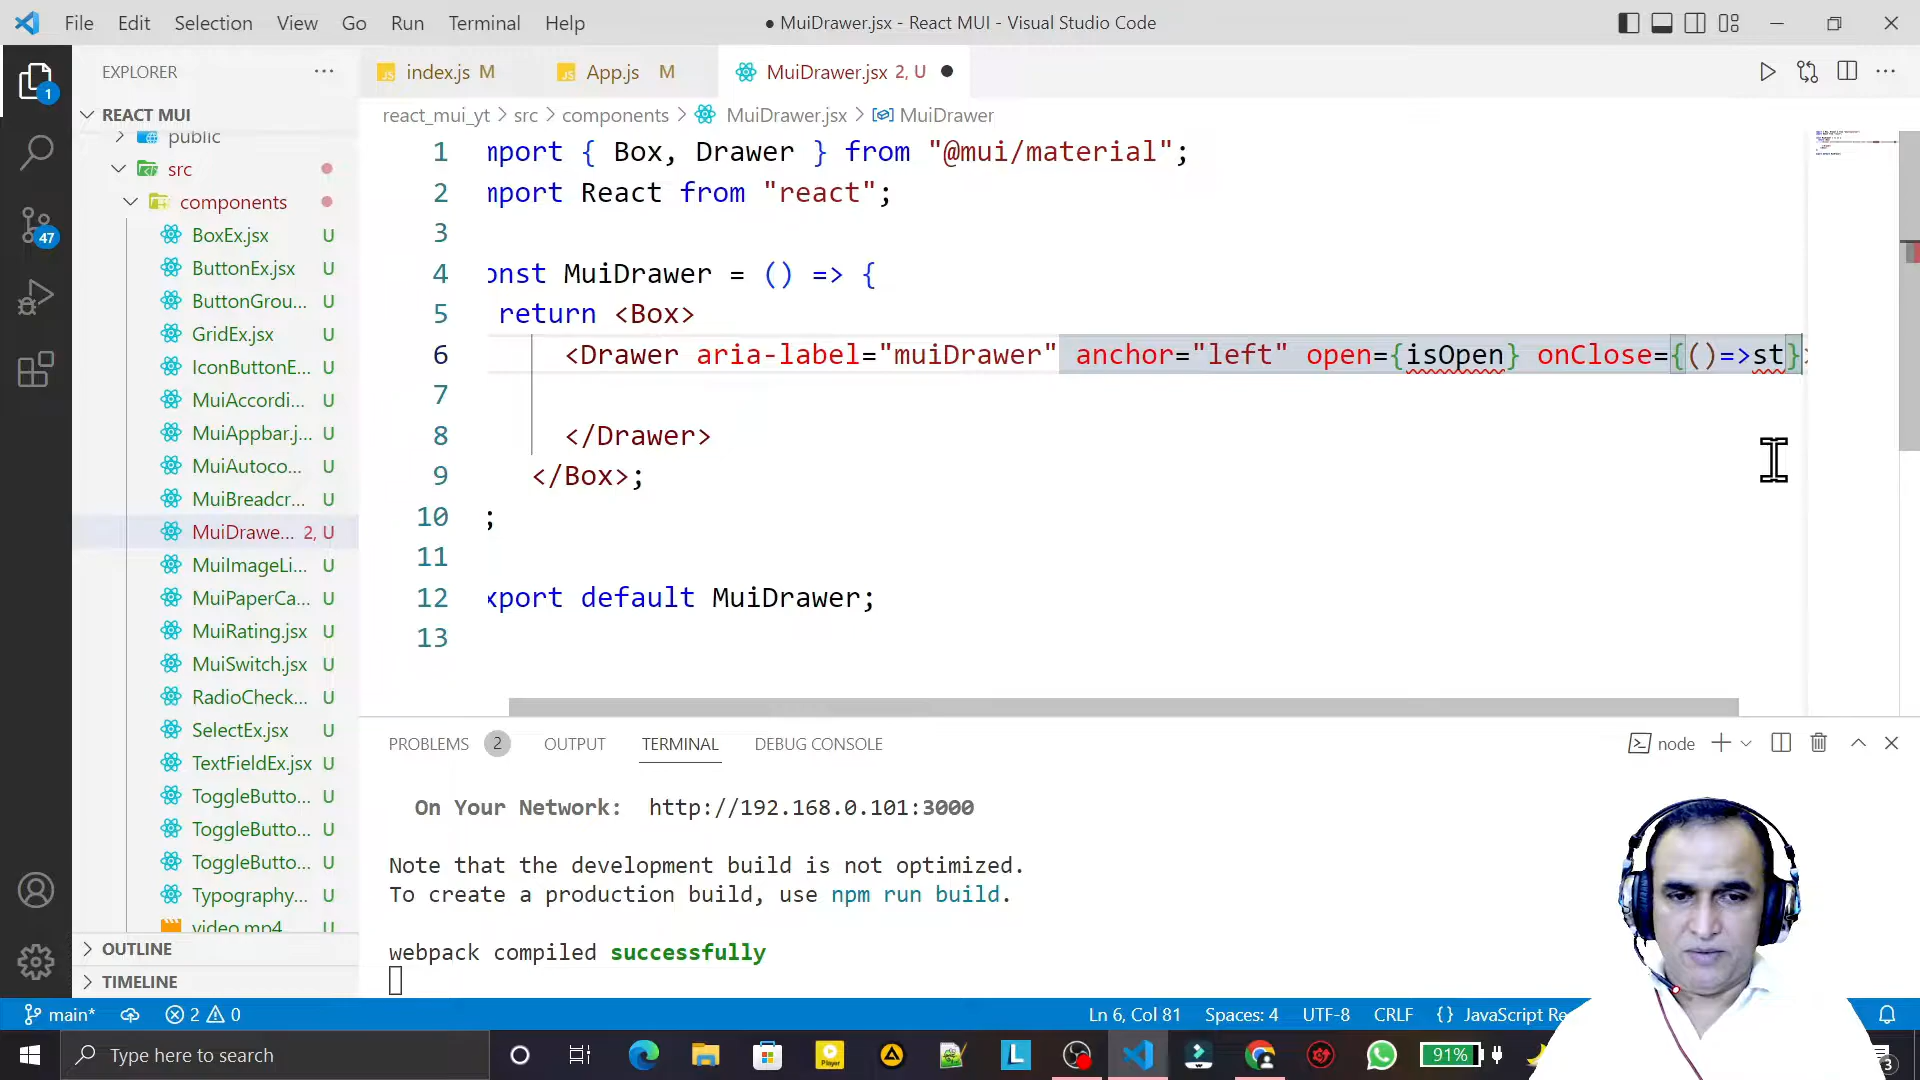 File Edit Selection View Go Run Terminal Help
● MuiDrawer.jsx - React MUI - Visual Studio Code
EXPLORER
index.js M
App.js M
MuiDrawer.jsx 2, U
react_mui_yt > src > components > MuiDrawer.jsx > MuiDrawer
1
REACT MUI
public
src
components
BoxEx.jsx U
ButtonEx.jsx U
ButtonGrou... U
GridEx.jsx U
IconButtonE... U
MuiAccordi... U
MuiAppbar.j... U
MuiAutoco... U
MuiBreadcr... U
MuiDrawe... 2, U
MuiImageLi... U
MuiPaperCa... U
MuiRating.jsx U
MuiSwitch.jsx U
RadioCheck... U
SelectEx.jsx U
TextFieldEx.jsx U
ToggleButto... U
ToggleButto... U
ToggleButto... U
Typography... U
video.mp4 U
OUTLINE
TIMELINE
47
1 mport { Box, Drawer } from "@mui/material";
2 mport React from "react";
3
4 onst MuiDrawer = () => {
5 return <Box>
6 <Drawer aria-label="muiDrawer" anchor="left" open={isOpen} onClose={()=>st}>
7
8 </Drawer>
9 </Box>;
10 ;
11
12 xport default MuiDrawer;
13
PROBLEMS 2 OUTPUT TERMINAL DEBUG CONSOLE
node
On Your Network: http://192.168.0.101:3000
Note that the development build is not optimized.
To create a production build, use npm run build.
webpack compiled successfully
main* 2 0
Ln 6, Col 81 Spaces: 4 UTF-8 CRLF {} JavaScript Re
Type here to search
Player
L
91%
3